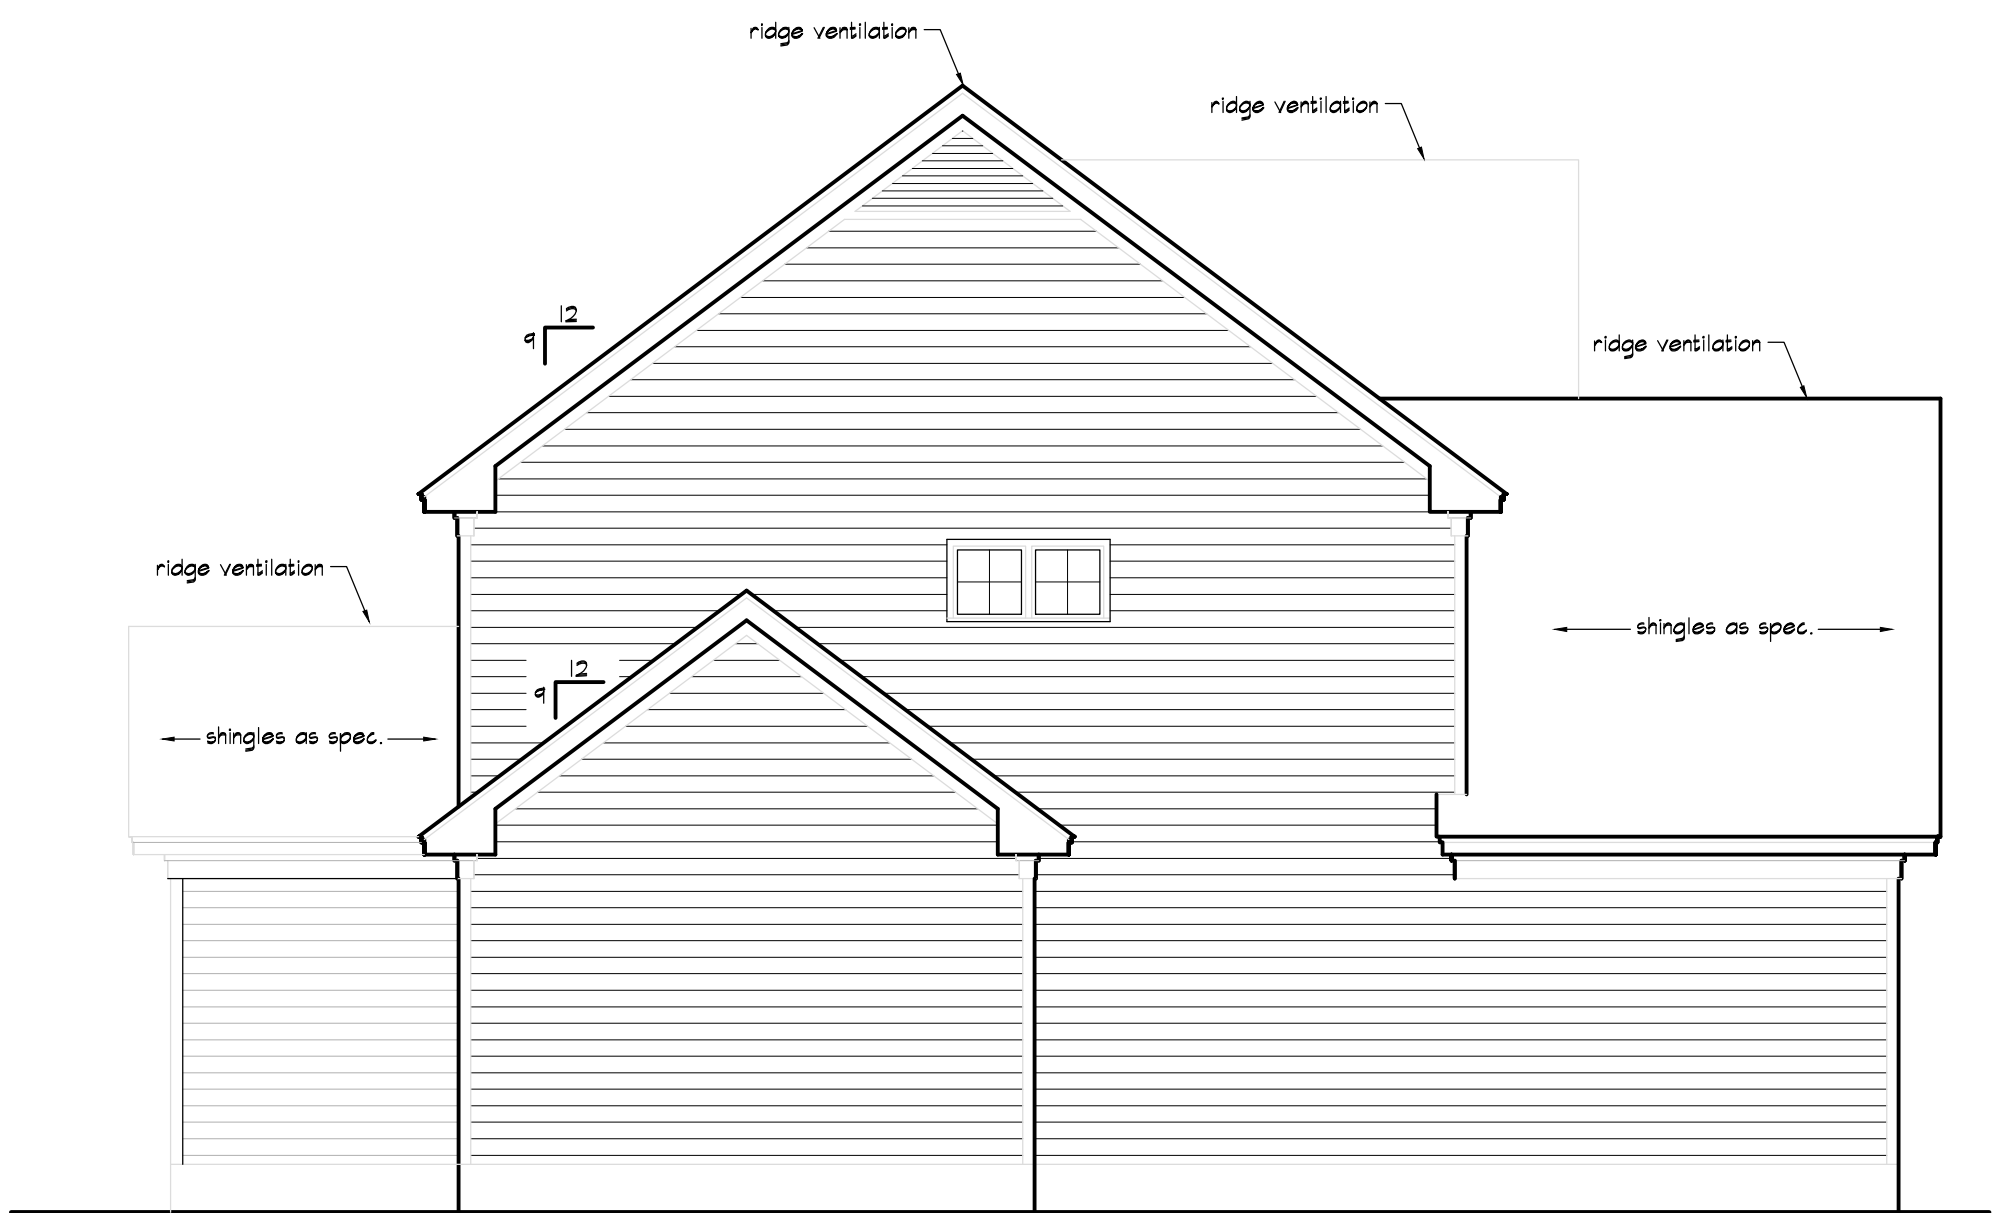 ridge ventilation
ridge ventilation
12
9
ridge ventilation
ridge ventilation
shingles as spec.
12
9
shingles as spec.